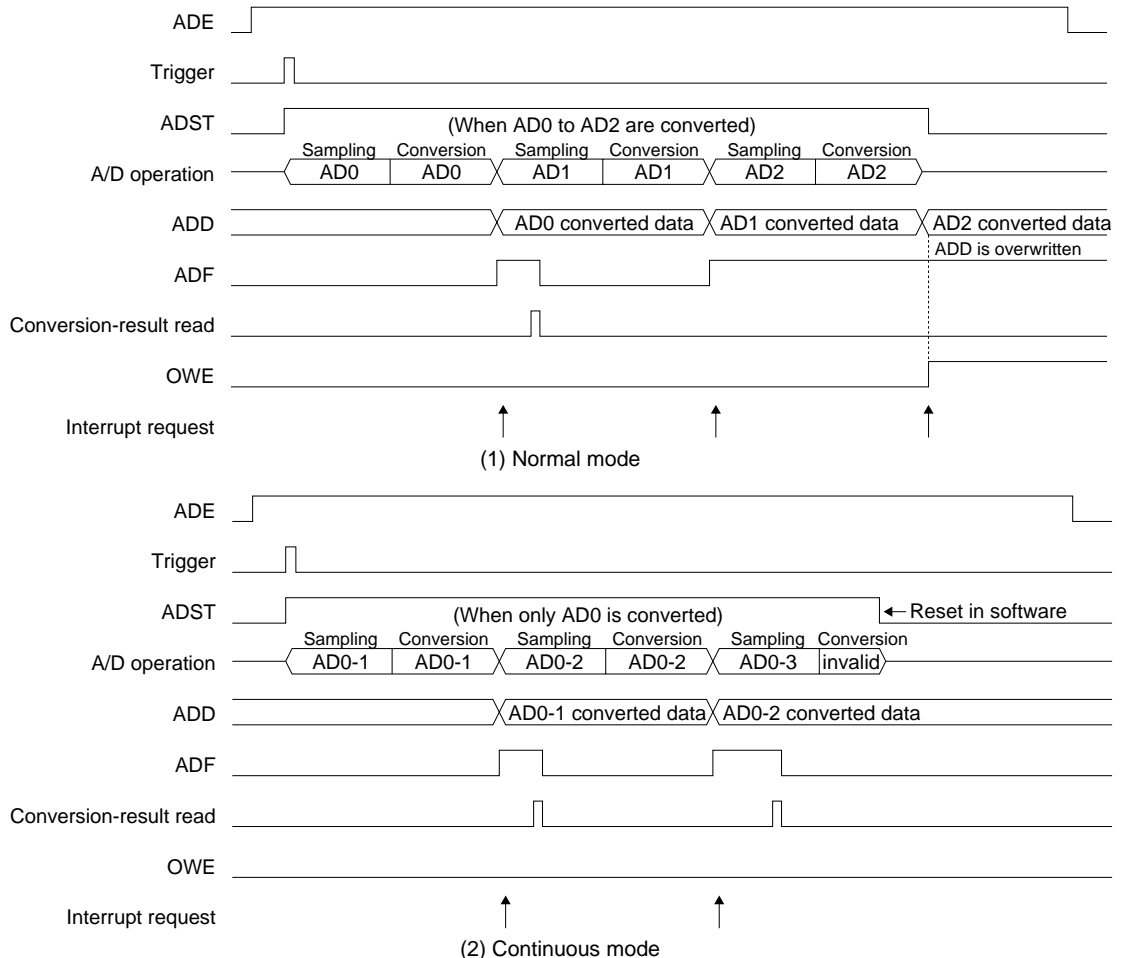 ADE
Trigger
ADST
(When AD0 to AD2 are converted)
Sampling Conversion Sampling Conversion Sampling Conversion
A/D operation AD0 AD0 AD1 AD1 AD2 AD2
ADD AD0 converted data AD1 converted data AD2 converted data
ADD is overwritten
ADF
Conversion-result read
OWE
Interrupt request
(1) Normal mode
ADE
Trigger
ADST (When only AD0 is converted) Reset in software
Sampling Conversion Sampling Conversion Sampling Conversion
A/D operation AD0-1 AD0-1 AD0-2 AD0-2 AD0-3 invalid
ADD AD0-1 converted data AD0-2 converted data
ADF
Conversion-result read
OWE
Interrupt request
(2) Continuous mode